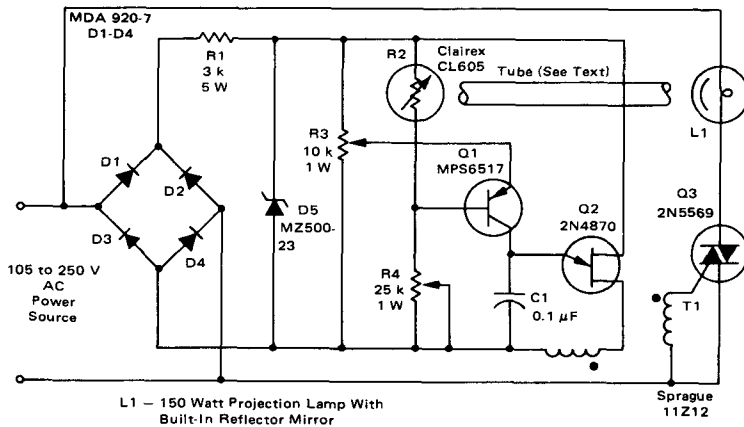 MDA 920-7
D1-D4
R1
3 k
5 W
R2
Clairex
CL605
Tube (See Text)
L1
D1
D2
D3
D4
R3
10 k
1 W
Q1
MPS6517
D5
MZ500-
23
Q2
2N4870
Q3
2N5569
105 to 250 V
AC
Power
Source
R4
25 k
1 W
C1
0.1 μF
T1
L1 — 150 Watt Projection Lamp With
Built-In Reflector Mirror
Sprague
11Z12